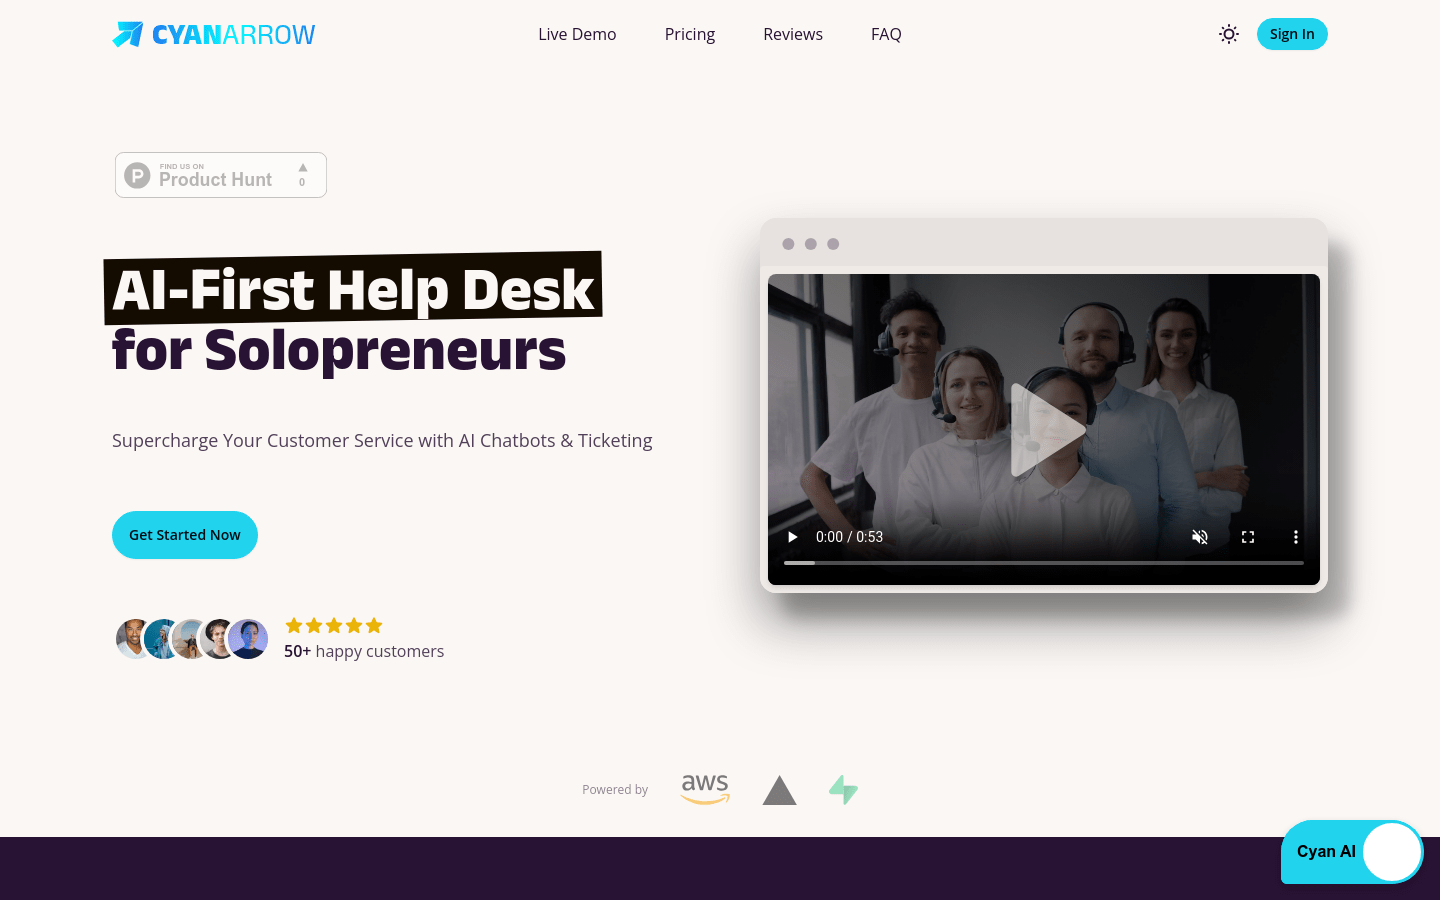 CYANARROW
Live Demo
Pricing
Reviews
FAQ
Sign In
FIND US ON
Product Hunt
0
AI-First Help Desk
for Solopreneurs
Supercharge Your Customer Service with AI Chatbots & Ticketing
Get Started Now
50+ happy customers
0:00 / 0:53
Powered by
aws
Cyan AI